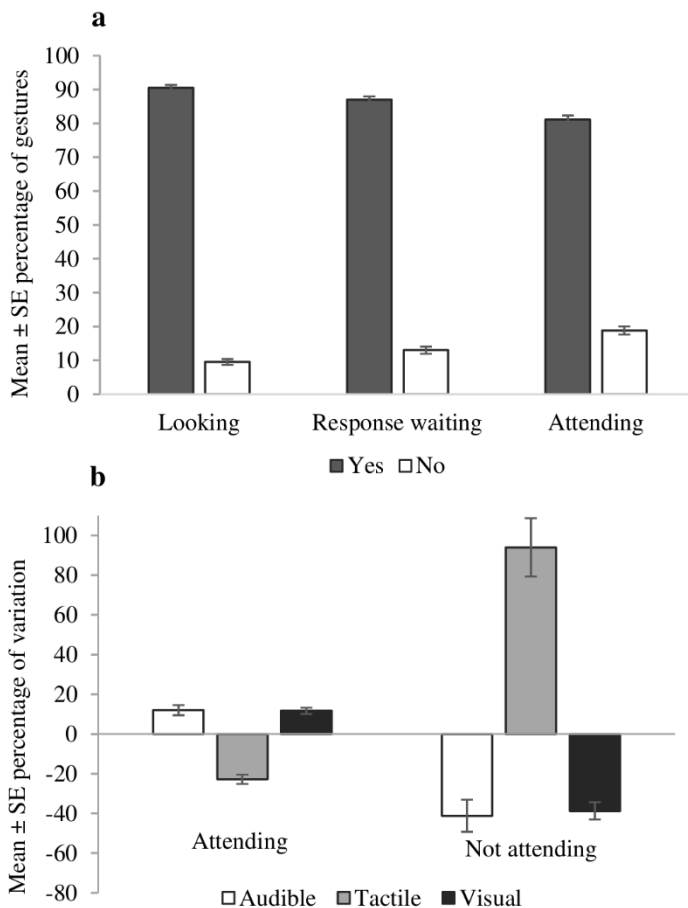 a
Mean ± SE percentage of gestures
100
90
80
70
60
50
40
30
20
10
0
Looking Response waiting Attending
Yes No
b
Mean ± SE percentage of variation
100
80
60
40
20
0
-20
-40
-60
-80
Attending Not attending
Audible Tactile Visual